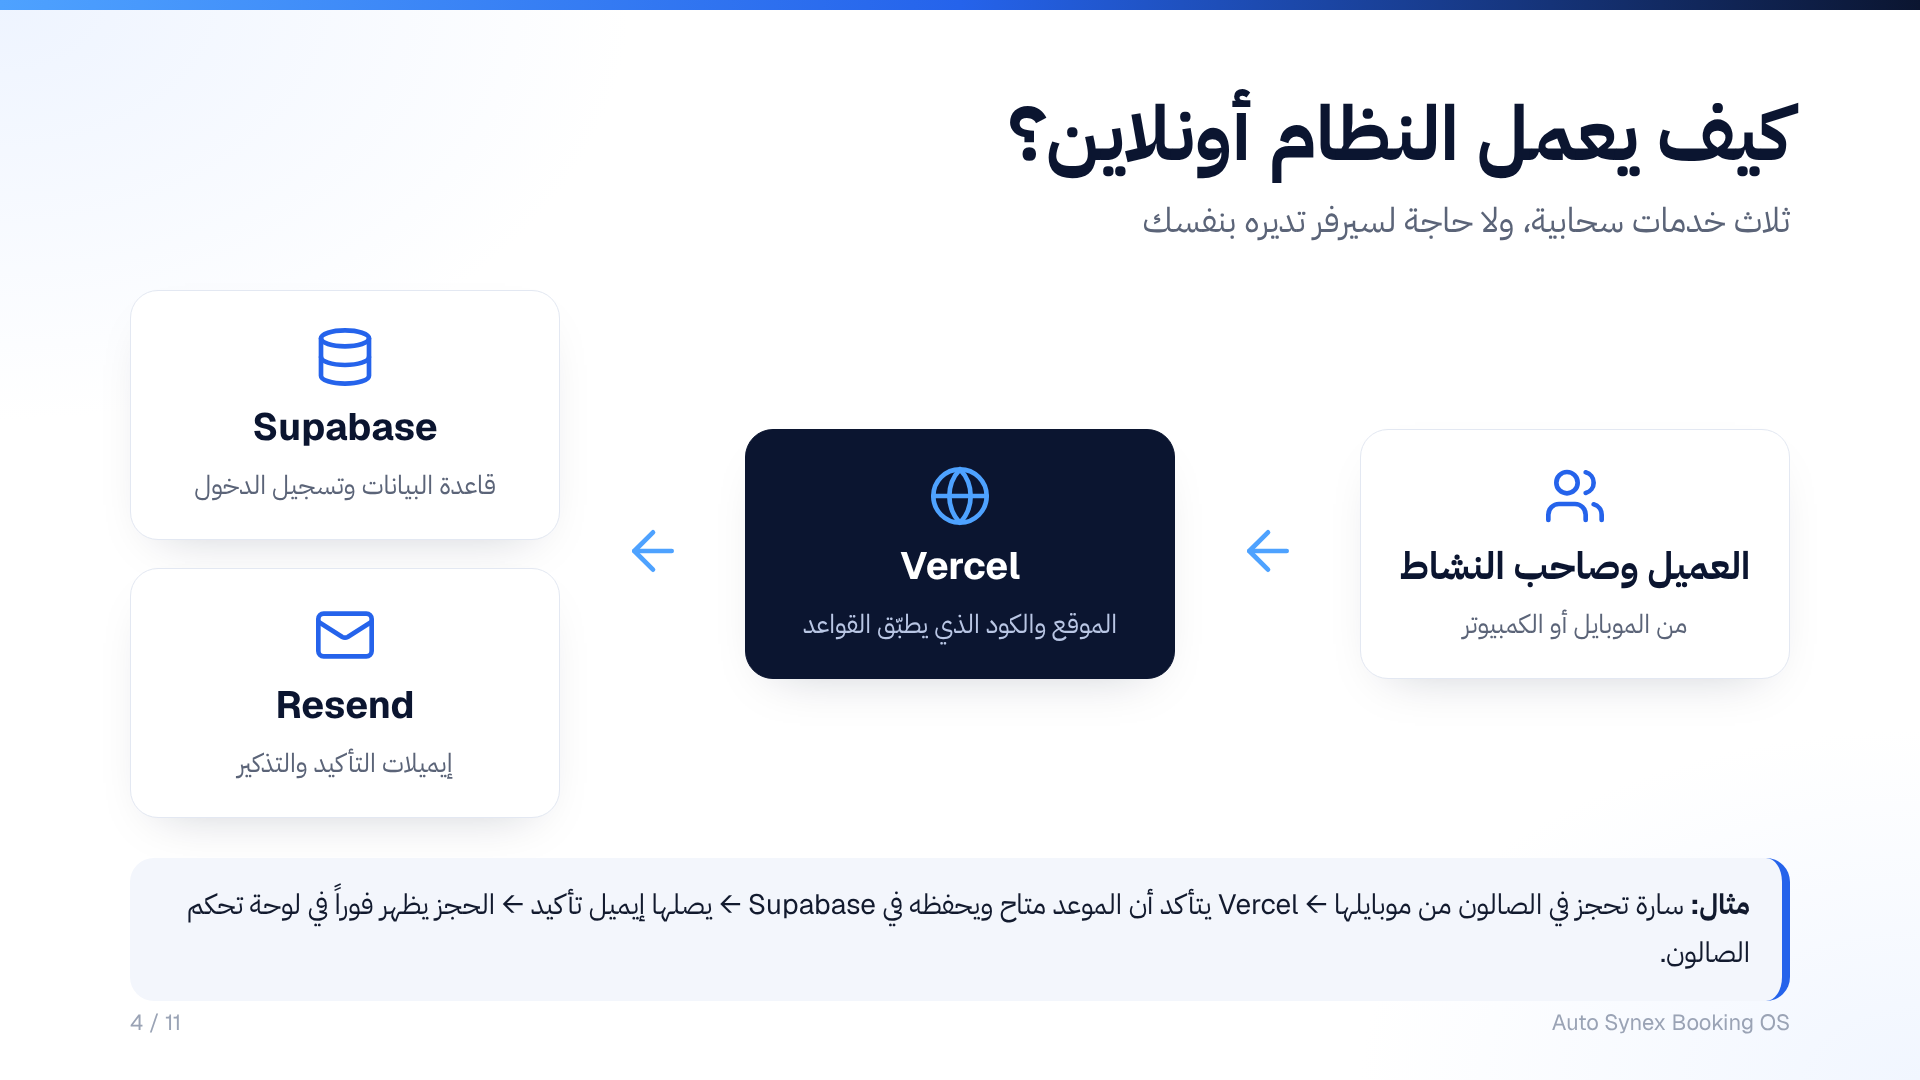 كيف يعمل النظام أونلاين؟
ثلاث خدمات سحابية، ولا حاجة لسيرفر تديره بنفسك
العميل وصاحب النشاط
من الموبايل أو الكمبيوتر
Vercel
الموقع والكود الذي يطبّق القواعد
Supabase
قاعدة البيانات وتسجيل الدخول
Resend
إيميلات التأكيد والتذكير
مثال: سارة تحجز في الصالون من موبايلها ← Vercel يتأكد أن الموعد متاح ويحفظه في Supabase ← يصلها إيميل تأكيد ← الحجز يظهر فوراً في لوحة تحكم
الصالون.
Auto Synex Booking OS
4 / 11